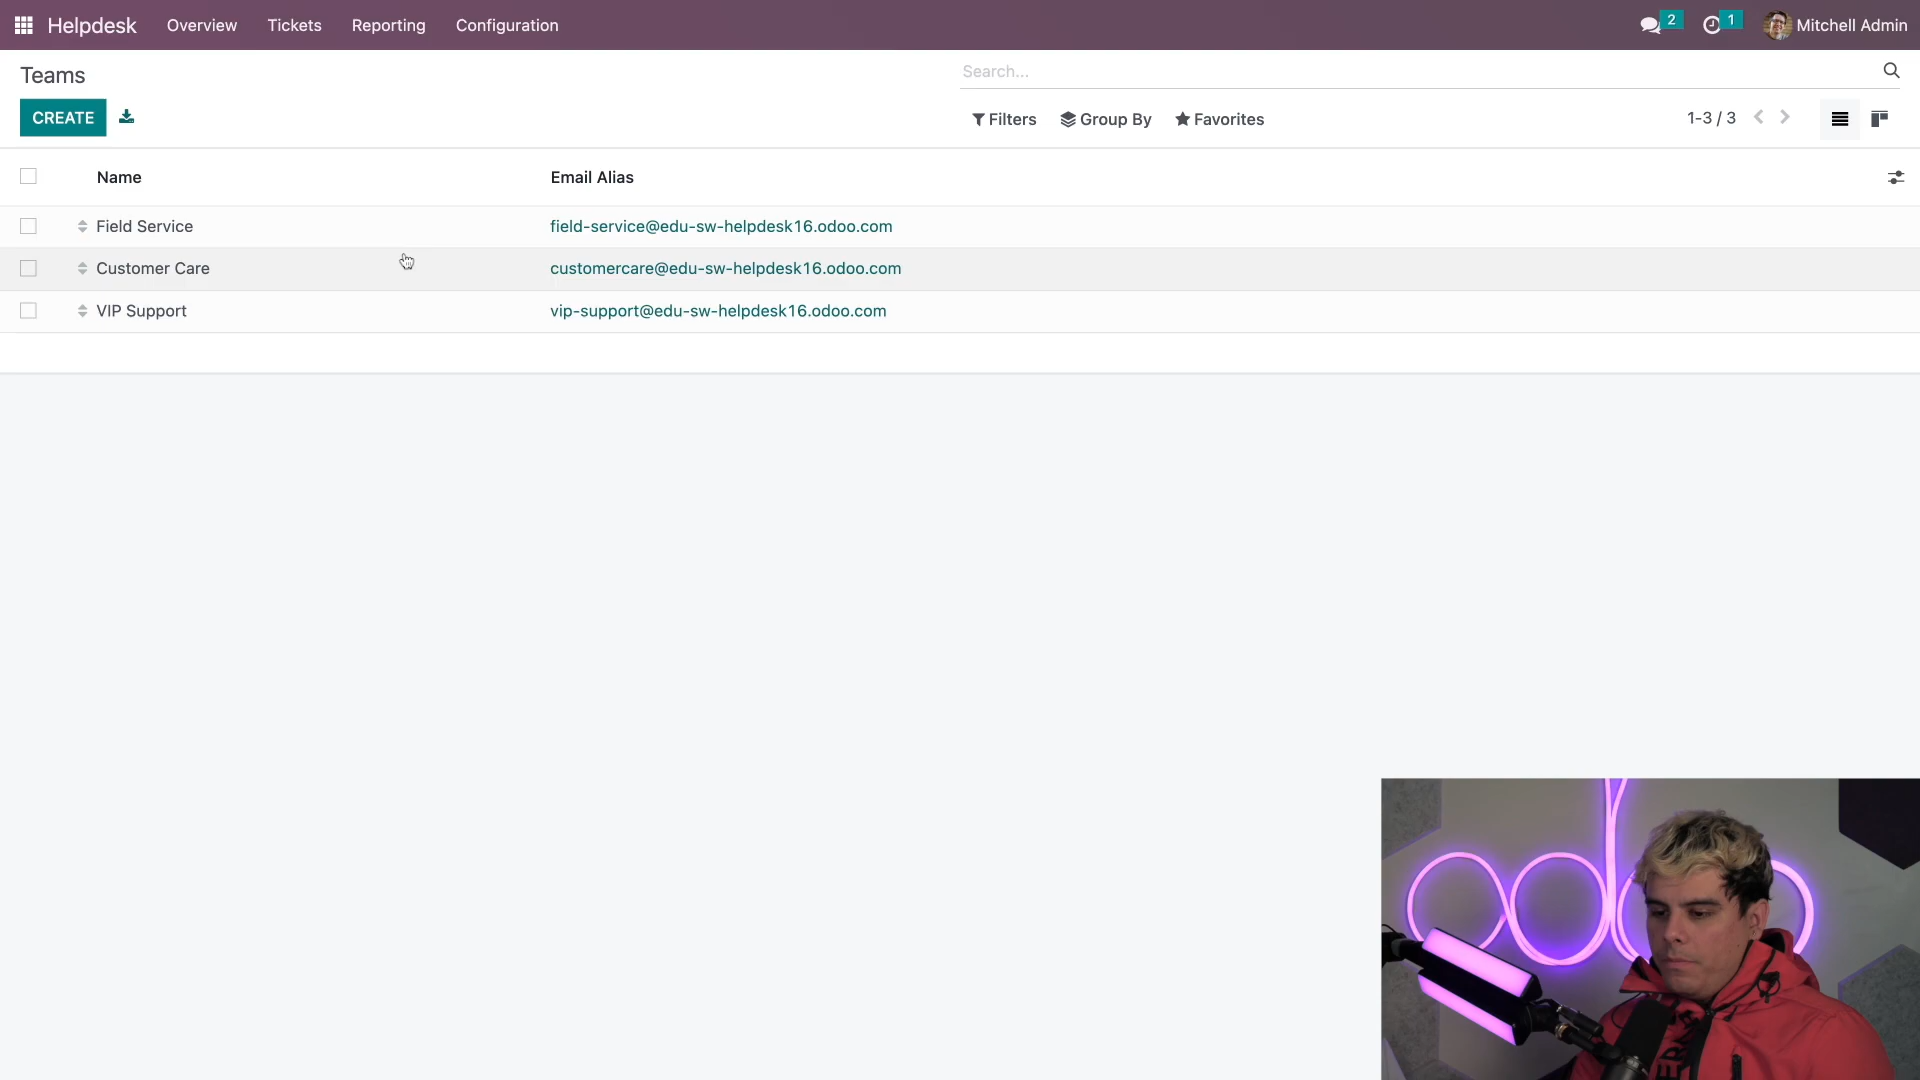 Helpdesk Overview Tickets Reporting Configuration 2 1 Mitchell Admin
Teams Search...
CREATE Filters Group By Favorites 1-3 / 3
Name Email Alias
Field Service field-service@edu-sw-helpdesk16.odoo.com
Customer Care customercare@edu-sw-helpdesk16.odoo.com
VIP Support vip-support@edu-sw-helpdesk16.odoo.com
odoo